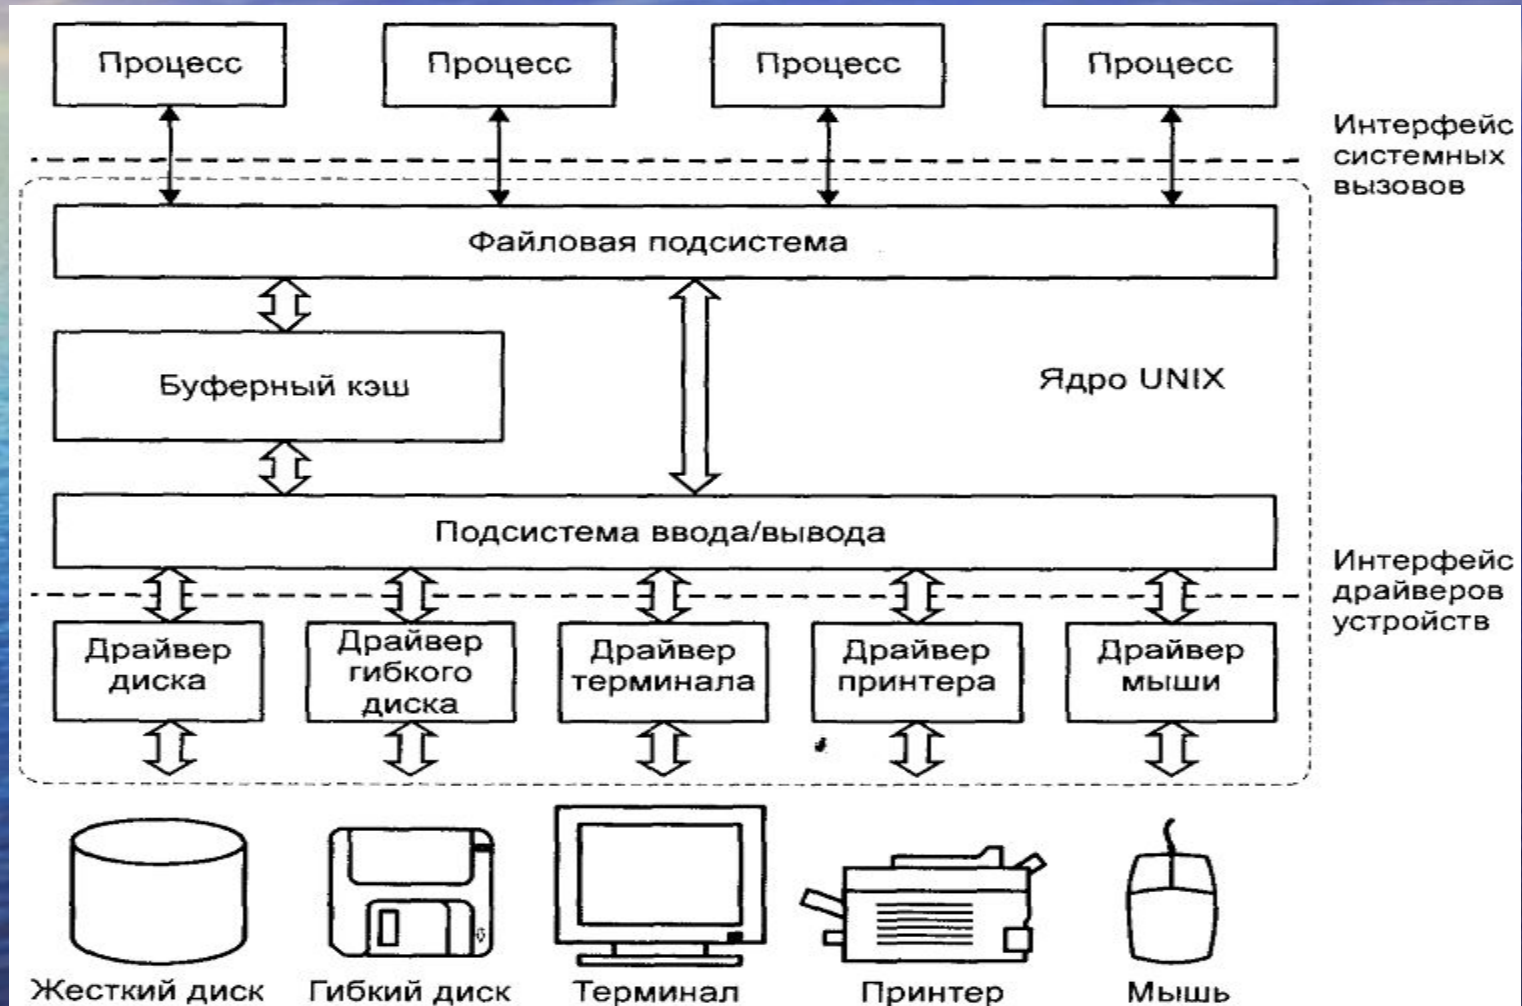 Процесс
Процесс
Процесс
Процесс
Интерфейс
системных
вызовов
Файловая подсистема
Буферный кэш
Ядро UNIX
Подсистема ввода/вывода
Интерфейс
драйверов
устройств
Драйвер
диска
Драйвер
гибкого
диска
Драйвер
терминала
Драйвер
принтера
Драйвер
мыши
Жесткий диск
Гибкий диск
Терминал
Принтер
Мышь